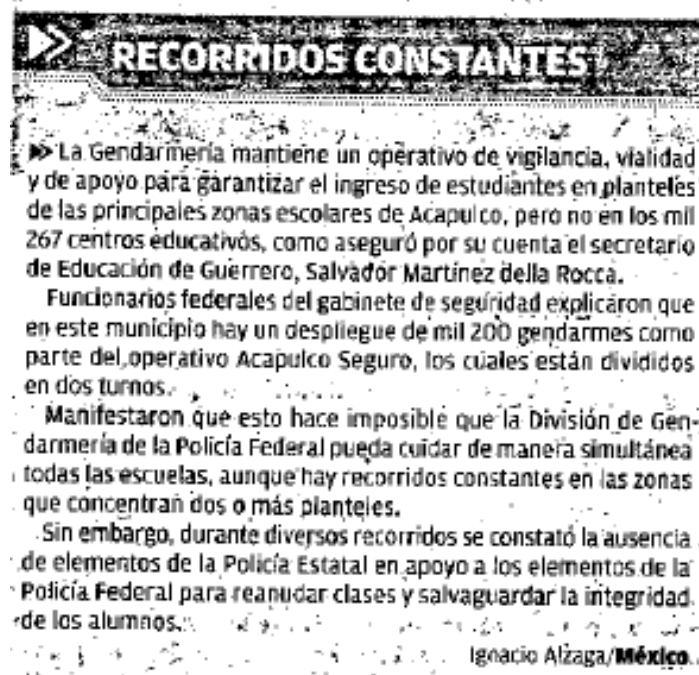 RECORRIDOS CONSTANTES
La Gendarmería mantiene un operativo de vigilancia, vialidad
y de apoyo para garantizar el ingreso de estudiantes en planteles
de las principales zonas escolares de Acapulco, pero no en los mil
267 centros educativos, como aseguró por su cuenta el secretario
de Educación de Guerrero, Salvador Martínez della Rocca.
Funcionarios federales del gabinete de seguridad explicaron que
en este municipio hay un despliegue de mil 200 gendarmes como
parte del operativo Acapulco Seguro, los cuales están divididos
en dos turnos.
Manifestaron que esto hace imposible que la División de Gen-
darmería de la Policía Federal pueda cuidar de manera simultánea
todas las escuelas, aunque hay recorridos constantes en las zonas
que concentran dos o más planteles.
Sin embargo, durante diversos recorridos se constató la ausencia
de elementos de la Policía Estatal en apoyo a los elementos de la
Policía Federal para reanudar clases y salvaguardar la integridad
de los alumnos.
Ignacio Alzaga/México